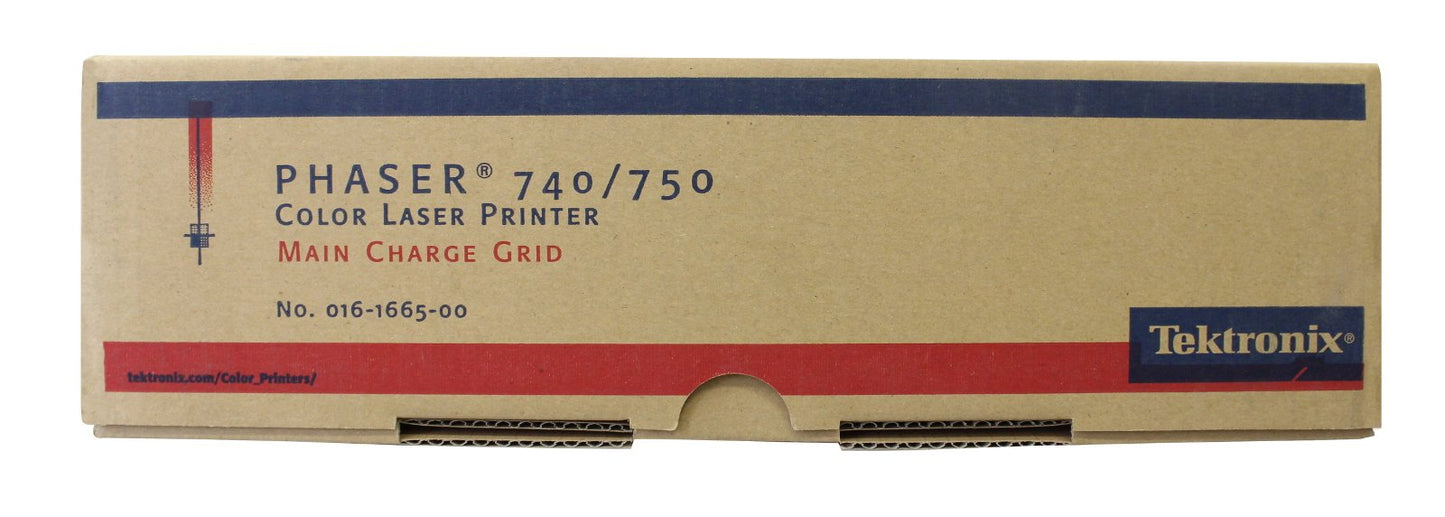 PHASER® 740/750
COLOR LASER PRINTER
MAIN CHARGE GRID
No. 016-1665-00
Tektronix®
tektronix.com/Color_Printers/